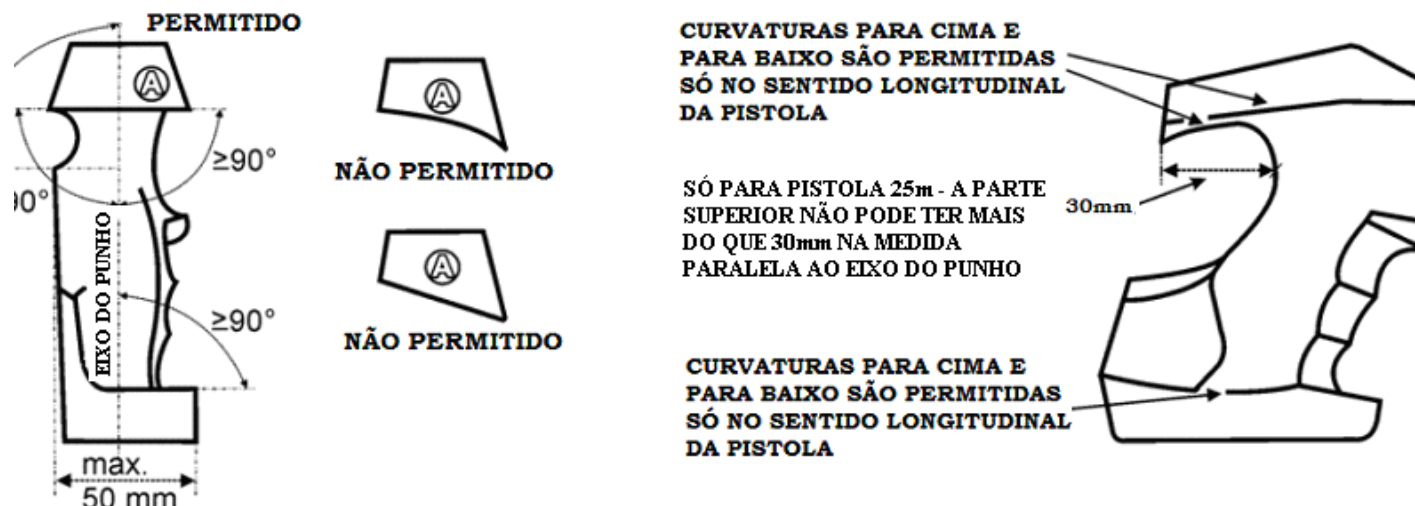 PERMITIDO
Ⓐ
≥90°
90°
EIXO DO PUNHO
≥90°
max.
50 mm
Ⓐ
NÃO PERMITIDO
Ⓐ
NÃO PERMITIDO
CURVATURAS PARA CIMA E
PARA BAIXO SÃO PERMITIDAS
SÓ NO SENTIDO LONGITUDINAL
DA PISTOLA
SÓ PARA PISTOLA 25m - A PARTE
SUPERIOR NÃO PODE TER MAIS
DO QUE 30mm NA MEDIDA
PARALELA AO EIXO DO PUNHO
30mm
CURVATURAS PARA CIMA E
PARA BAIXO SÃO PERMITIDAS
SÓ NO SENTIDO LONGITUDINAL
DA PISTOLA